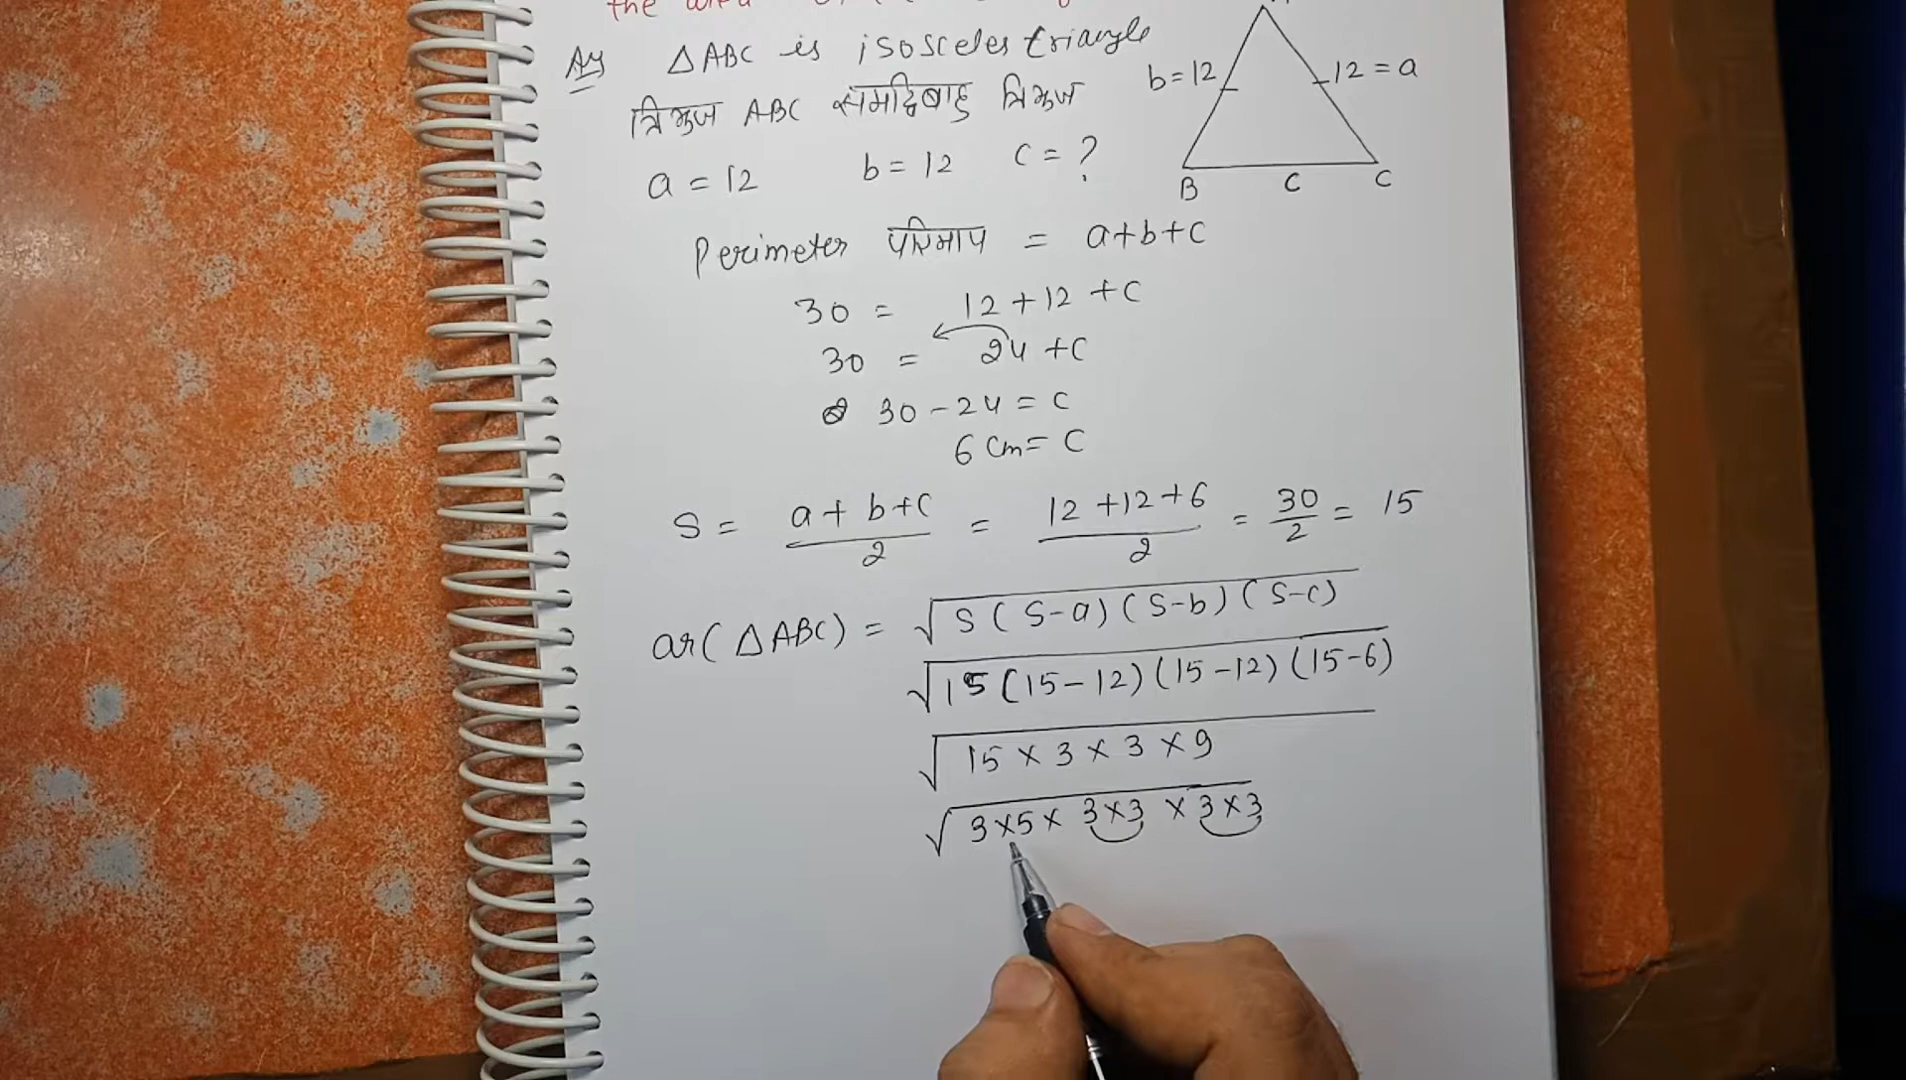 the area
Ans ΔABC is isosceles triangle
त्रिभुज ABC समद्विबाहु त्रिभुज
b=12
12=a
B C C
a = 12 b = 12 c = ?
Perimeter परिमाप = a+b+c
30 = 12+12+c
30 = 24+c
30-24 = c
6 cm = c
S = a+b+c/2 = 12+12+6/2 = 30/2 = 15
ar(ΔABC) = √S(S-a)(S-b)(S-c)
√15(15-12)(15-12)(15-6)
√15×3×3×9
√3×5×3×3×3×3